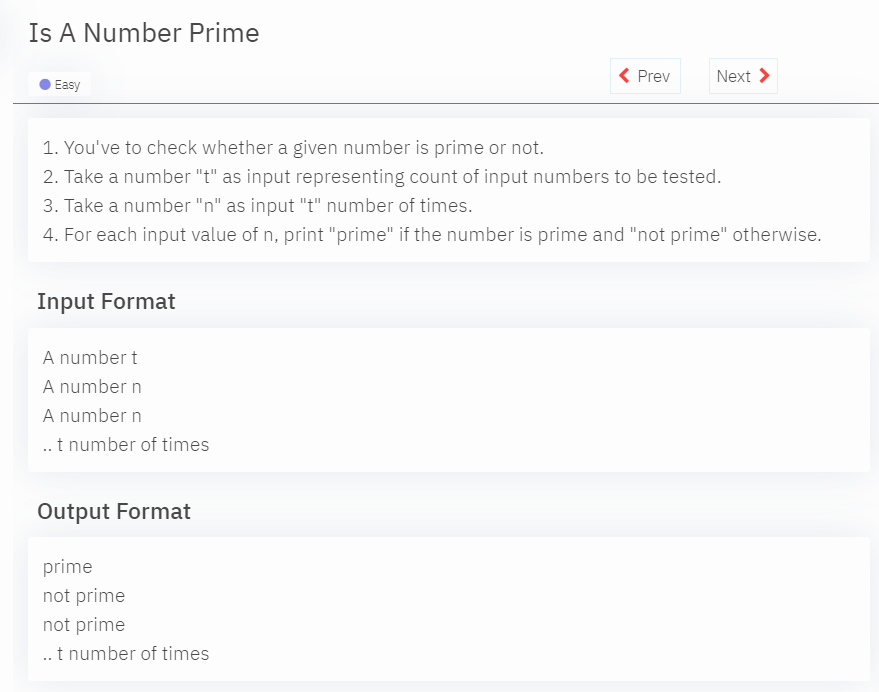 Is A Number Prime
Easy
Prev
Next
1. You've to check whether a given number is prime or not.
2. Take a number "t" as input representing count of input numbers to be tested.
3. Take a number "n" as input "t" number of times.
4. For each input value of n, print "prime" if the number is prime and "not prime" otherwise.
Input Format
A number t
A number n
A number n
.. t number of times
Output Format
prime
not prime
not prime
.. t number of times